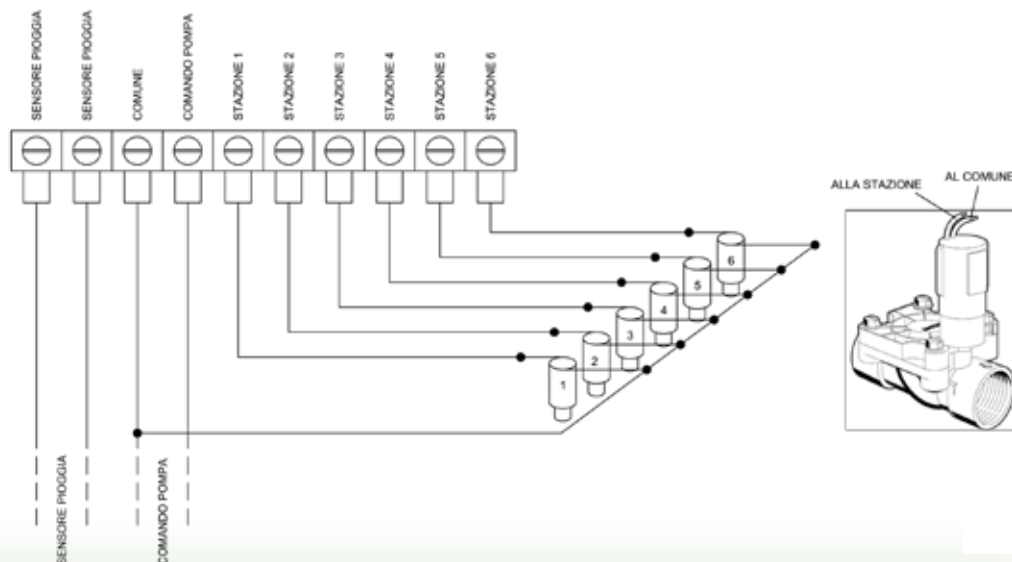 SENSORE PIOGGIA
SENSORE PIOGGIA
COMUNE
COMANDO POMPA
STAZIONE 1
STAZIONE 2
STAZIONE 3
STAZIONE 4
STAZIONE 5
STAZIONE 6
ALLA STAZIONE
AL COMUNE
6
5
4
3
2
1
SENSORE PIOGGIA
COMANDO POMPA